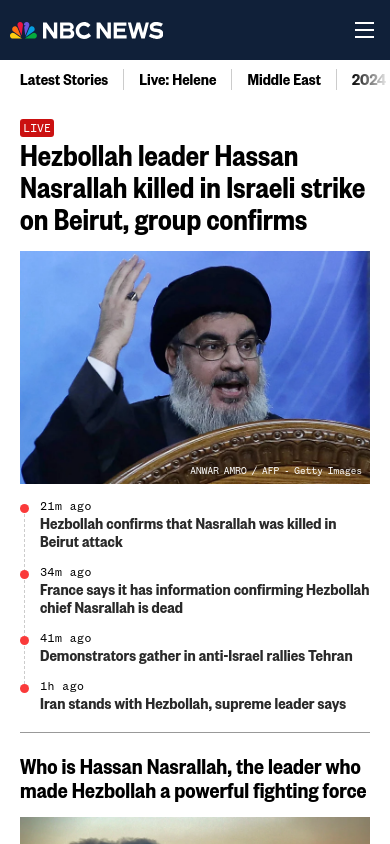 NBC NEWS
Latest Stories
Live: Helene
Middle East
2024
LIVE
Hezbollah leader Hassan
Nasrallah killed in Israeli strike
on Beirut, group confirms
ANWAR AMRO / AFP - Getty Images
21m ago
Hezbollah confirms that Nasrallah was killed in
Beirut attack
34m ago
France says it has information confirming Hezbollah
chief Nasrallah is dead
41m ago
Demonstrators gather in anti-Israel rallies Tehran
1h ago
Iran stands with Hezbollah, supreme leader says
Who is Hassan Nasrallah, the leader who
made Hezbollah a powerful fighting force